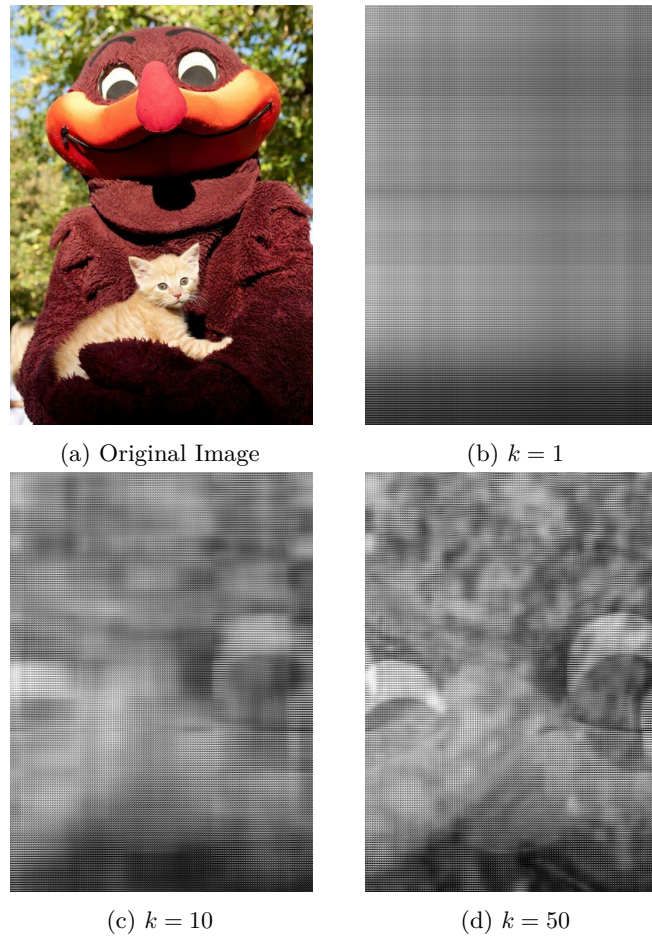 (a) Original Image
(b) k = 1
(c) k = 10
(d) k = 50